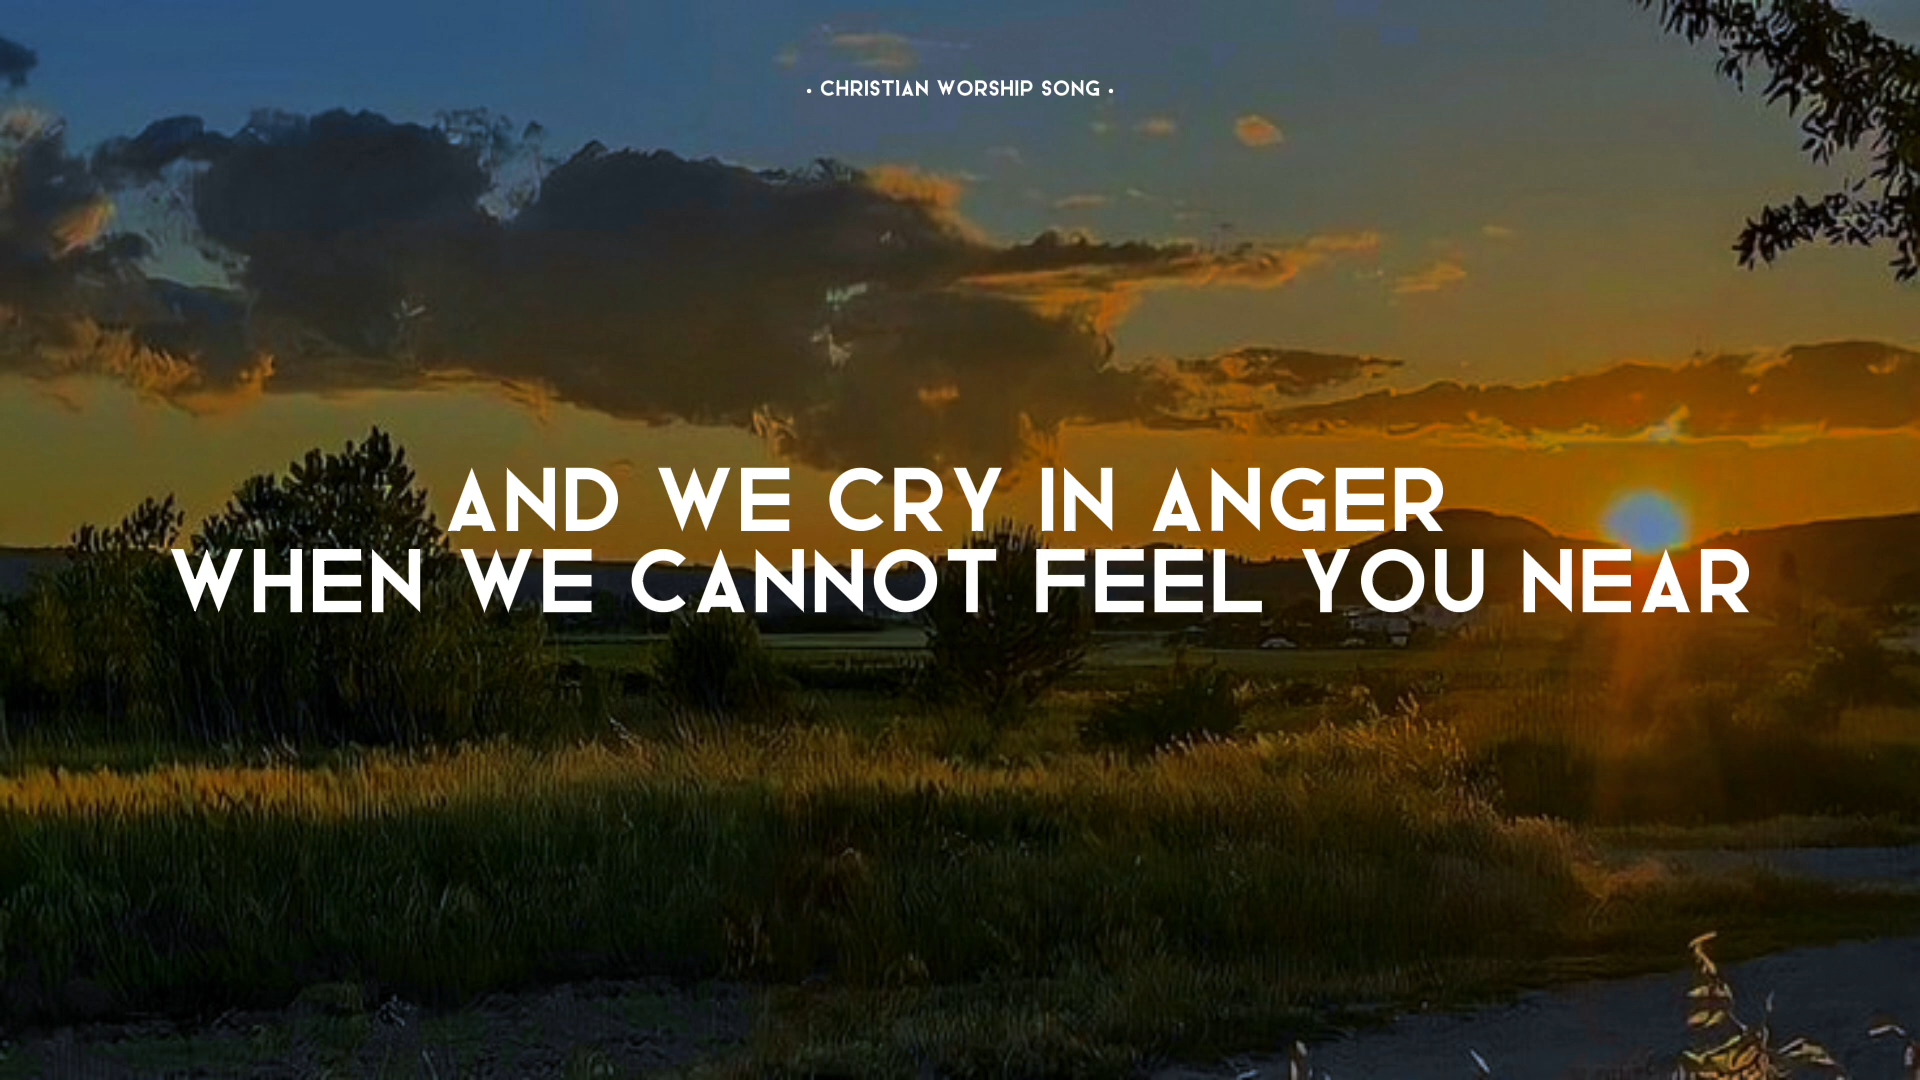 • CHRISTIAN WORSHIP SONG •
AND WE CRY IN ANGER
WHEN WE CANNOT FEEL YOU NEAR